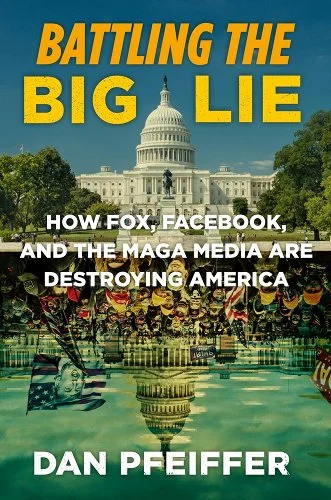 BATTLING THE
BIG LIE
HOW FOX, FACEBOOK,
AND THE MAGA MEDIA ARE
DESTROYING AMERICA
DAN PFEIFFER